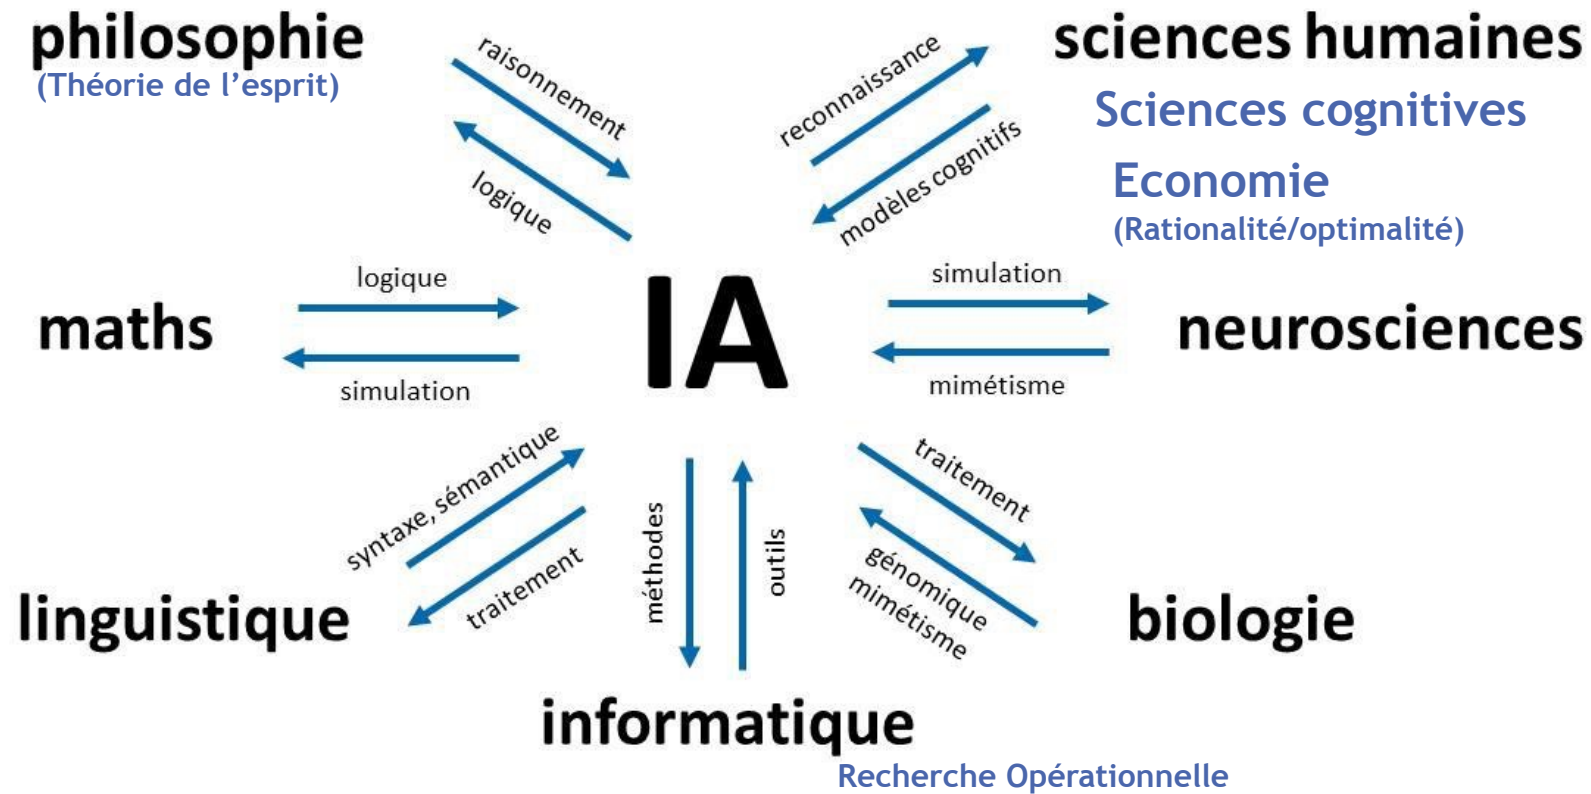 philosophie
(Théorie de l’esprit)
raisonnement
logique
reconnaissance
modèles cognitifs
sciences humaines
Sciences cognitives
Economie
(Rationalité/optimalité)
maths
logique
simulation
IA
simulation
mimétisme
neurosciences
syntaxe, sémantique
traitement
linguistique
méthodes
outils
traitement
génomique
mimétisme
biologie
informatique
Recherche Opérationnelle